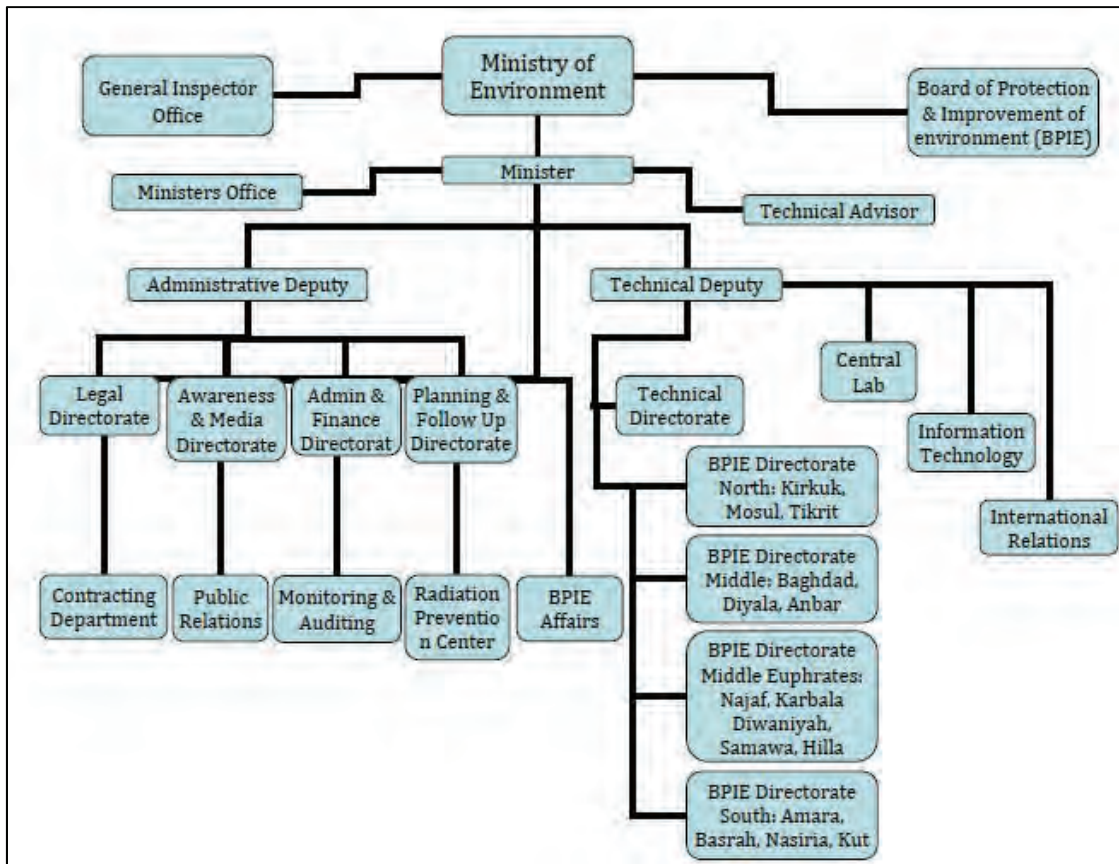 Ministry of
Environment
General Inspector
Office
Board of Protection
& Improvement of
environment (BPIE)
Minister
Ministers Office
Technical Advisor
Administrative Deputy
Technical Deputy
Central
Lab
Legal
Directorate
Awareness
& Media
Directorate
Admin &
Finance
Directorat
Planning &
Follow Up
Directorate
Technical
Directorate
Information
Technology
BPIE Directorate
North: Kirkuk,
Mosul, Tikrit
International
Relations
Contracting
Department
Public
Relations
Monitoring &
Auditing
Radiation
Preventio
n Center
BPIE
Affairs
BPIE Directorate
Middle: Baghdad,
Diyala, Anbar
BPIE Directorate
Middle Euphrates:
Najaf, Karbala
Diwaniyah,
Samawa, Hilla
BPIE Directorate
South: Amara,
Basrah, Nasiria, Kut